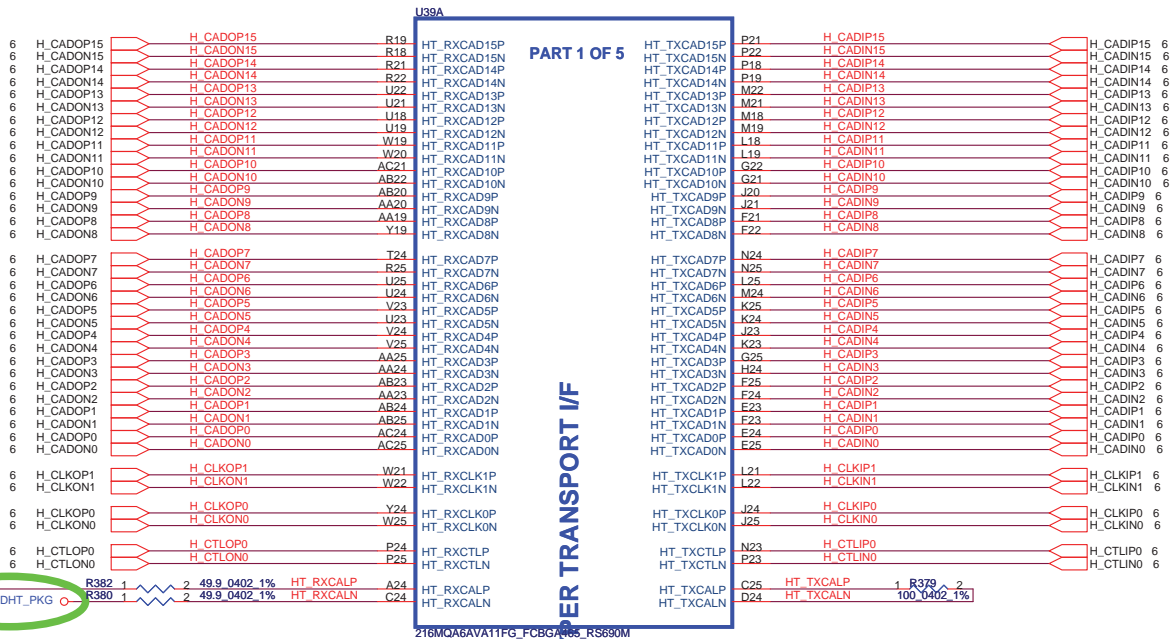 U39A
PART 1 OF 5
6 H_CADOP15 H_CADOP15 R19 HT_RXCAD15P HT_TXCAD15P P21 H_CADIP15 H_CADIP15 6
6 H_CADON15 H_CADON15 R18 HT_RXCAD15N HT_TXCAD15N P22 H_CADIN15 H_CADIN15 6
6 H_CADOP14 H_CADOP14 R21 HT_RXCAD14P HT_TXCAD14P P18 H_CADIP14 H_CADIP14 6
6 H_CADON14 H_CADON14 R22 HT_RXCAD14N HT_TXCAD14N P19 H_CADIN14 H_CADIN14 6
6 H_CADOP13 H_CADOP13 U22 HT_RXCAD13P HT_TXCAD13P M22 H_CADIP13 H_CADIP13 6
6 H_CADON13 H_CADON13 U21 HT_RXCAD13N HT_TXCAD13N M21 H_CADIN13 H_CADIN13 6
6 H_CADOP12 H_CADOP12 U18 HT_RXCAD12P HT_TXCAD12P M18 H_CADIP12 H_CADIP12 6
6 H_CADON12 H_CADON12 U19 HT_RXCAD12N HT_TXCAD12N M19 H_CADIN12 H_CADIN12 6
6 H_CADOP11 H_CADOP11 W19 HT_RXCAD11P HT_TXCAD11P L18 H_CADIP11 H_CADIP11 6
6 H_CADON11 H_CADON11 W20 HT_RXCAD11N HT_TXCAD11N L19 H_CADIN11 H_CADIN11 6
6 H_CADOP10 H_CADOP10 AC21 HT_RXCAD10P HT_TXCAD10P G22 H_CADIP10 H_CADIP10 6
6 H_CADON10 H_CADON10 AB22 HT_RXCAD10N HT_TXCAD10N G21 H_CADIN10 H_CADIN10 6
6 H_CADOP9 H_CADOP9 AB20 HT_RXCAD9P HT_TXCAD9P J20 H_CADIP9 H_CADIP9 6
6 H_CADON9 H_CADON9 AA20 HT_RXCAD9N HT_TXCAD9N J21 H_CADIN9 H_CADIN9 6
6 H_CADOP8 H_CADOP8 AA19 HT_RXCAD8P HT_TXCAD8P F21 H_CADIP8 H_CADIP8 6
6 H_CADON8 H_CADON8 Y19 HT_RXCAD8N HT_TXCAD8N F22 H_CADIN8 H_CADIN8 6
6 H_CADOP7 H_CADOP7 T24 HT_RXCAD7P HT_TXCAD7P N24 H_CADIP7 H_CADIP7 6
6 H_CADON7 H_CADON7 R25 HT_RXCAD7N HT_TXCAD7N N25 H_CADIN7 H_CADIN7 6
6 H_CADOP6 H_CADOP6 U25 HT_RXCAD6P HT_TXCAD6P L25 H_CADIP6 H_CADIP6 6
6 H_CADON6 H_CADON6 U24 HT_RXCAD6N HT_TXCAD6N M24 H_CADIN6 H_CADIN6 6
6 H_CADOP5 H_CADOP5 V23 HT_RXCAD5P HT_TXCAD5P K25 H_CADIP5 H_CADIP5 6
6 H_CADON5 H_CADON5 U23 HT_RXCAD5N HT_TXCAD5N K24 H_CADIN5 H_CADIN5 6
6 H_CADOP4 H_CADOP4 V24 HT_RXCAD4P HT_TXCAD4P J23 H_CADIP4 H_CADIP4 6
6 H_CADON4 H_CADON4 V25 HT_RXCAD4N HT_TXCAD4N K23 H_CADIN4 H_CADIN4 6
6 H_CADOP3 H_CADOP3 AA25 HT_RXCAD3P HT_TXCAD3P G25 H_CADIP3 H_CADIP3 6
6 H_CADON3 H_CADON3 AA24 HT_RXCAD3N HT_TXCAD3N H24 H_CADIN3 H_CADIN3 6
6 H_CADOP2 H_CADOP2 AB23 HT_RXCAD2P HT_TXCAD2P F25 H_CADIP2 H_CADIP2 6
6 H_CADON2 H_CADON2 AA23 HT_RXCAD2N HT_TXCAD2N F24 H_CADIN2 H_CADIN2 6
6 H_CADOP1 H_CADOP1 AB24 HT_RXCAD1P HT_TXCAD1P E23 H_CADIP1 H_CADIP1 6
6 H_CADON1 H_CADON1 AB25 HT_RXCAD1N HT_TXCAD1N F23 H_CADIN1 H_CADIN1 6
6 H_CADOP0 H_CADOP0 AC24 HT_RXCAD0P HT_TXCAD0P E24 H_CADIP0 H_CADIP0 6
6 H_CADON0 H_CADON0 AC25 HT_RXCAD0N HT_TXCAD0N E25 H_CADIN0 H_CADIN0 6
6 H_CLKOP1 H_CLKOP1 W21 HT_RXCLK1P HT_TXCLK1P L21 H_CLKIP1 H_CLKIP1 6
6 H_CLKON1 H_CLKON1 W22 HT_RXCLK1N HT_TXCLK1N L22 H_CLKIN1 H_CLKIN1 6
6 H_CLKOP0 H_CLKOP0 Y24 HT_RXCLK0P HT_TXCLK0P J24 H_CLKIP0 H_CLKIP0 6
6 H_CLKON0 H_CLKON0 W25 HT_RXCLK0N HT_TXCLK0N J25 H_CLKIN0 H_CLKIN0 6
6 H_CTLOP0 H_CTLOP0 P24 HT_RXCTLP HT_TXCTLP N23 H_CTLIP0 H_CTLIP0 6
6 H_CTLON0 H_CTLON0 P25 HT_RXCTLN HT_TXCTLN P23 H_CTLIN0 H_CTLIN0 6
R382 1 2 49.9_0402_1% HT_RXCALP A24 HT_RXCALP HT_TXCALP C25 HT_TXCALP 1 R379 2
DHT_PKG R380 1 2 49.9_0402_1% HT_RXCALN C24 HT_RXCALN HT_TXCALN D24 HT_TXCALN 100_0402_1%
PER TRANSPORT I/F
216MQA6AVA11FG_FCBGA465_RS690M